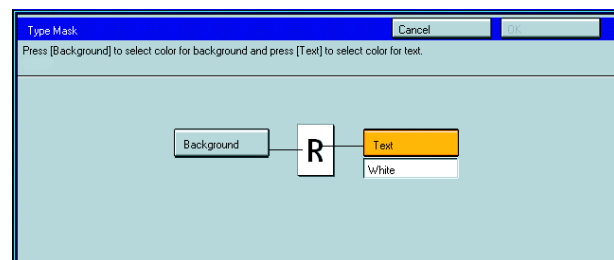 Type Mask Cancel OK
Press [Background] to select color for background and press [Text] to select color for text.
Background R Text
White